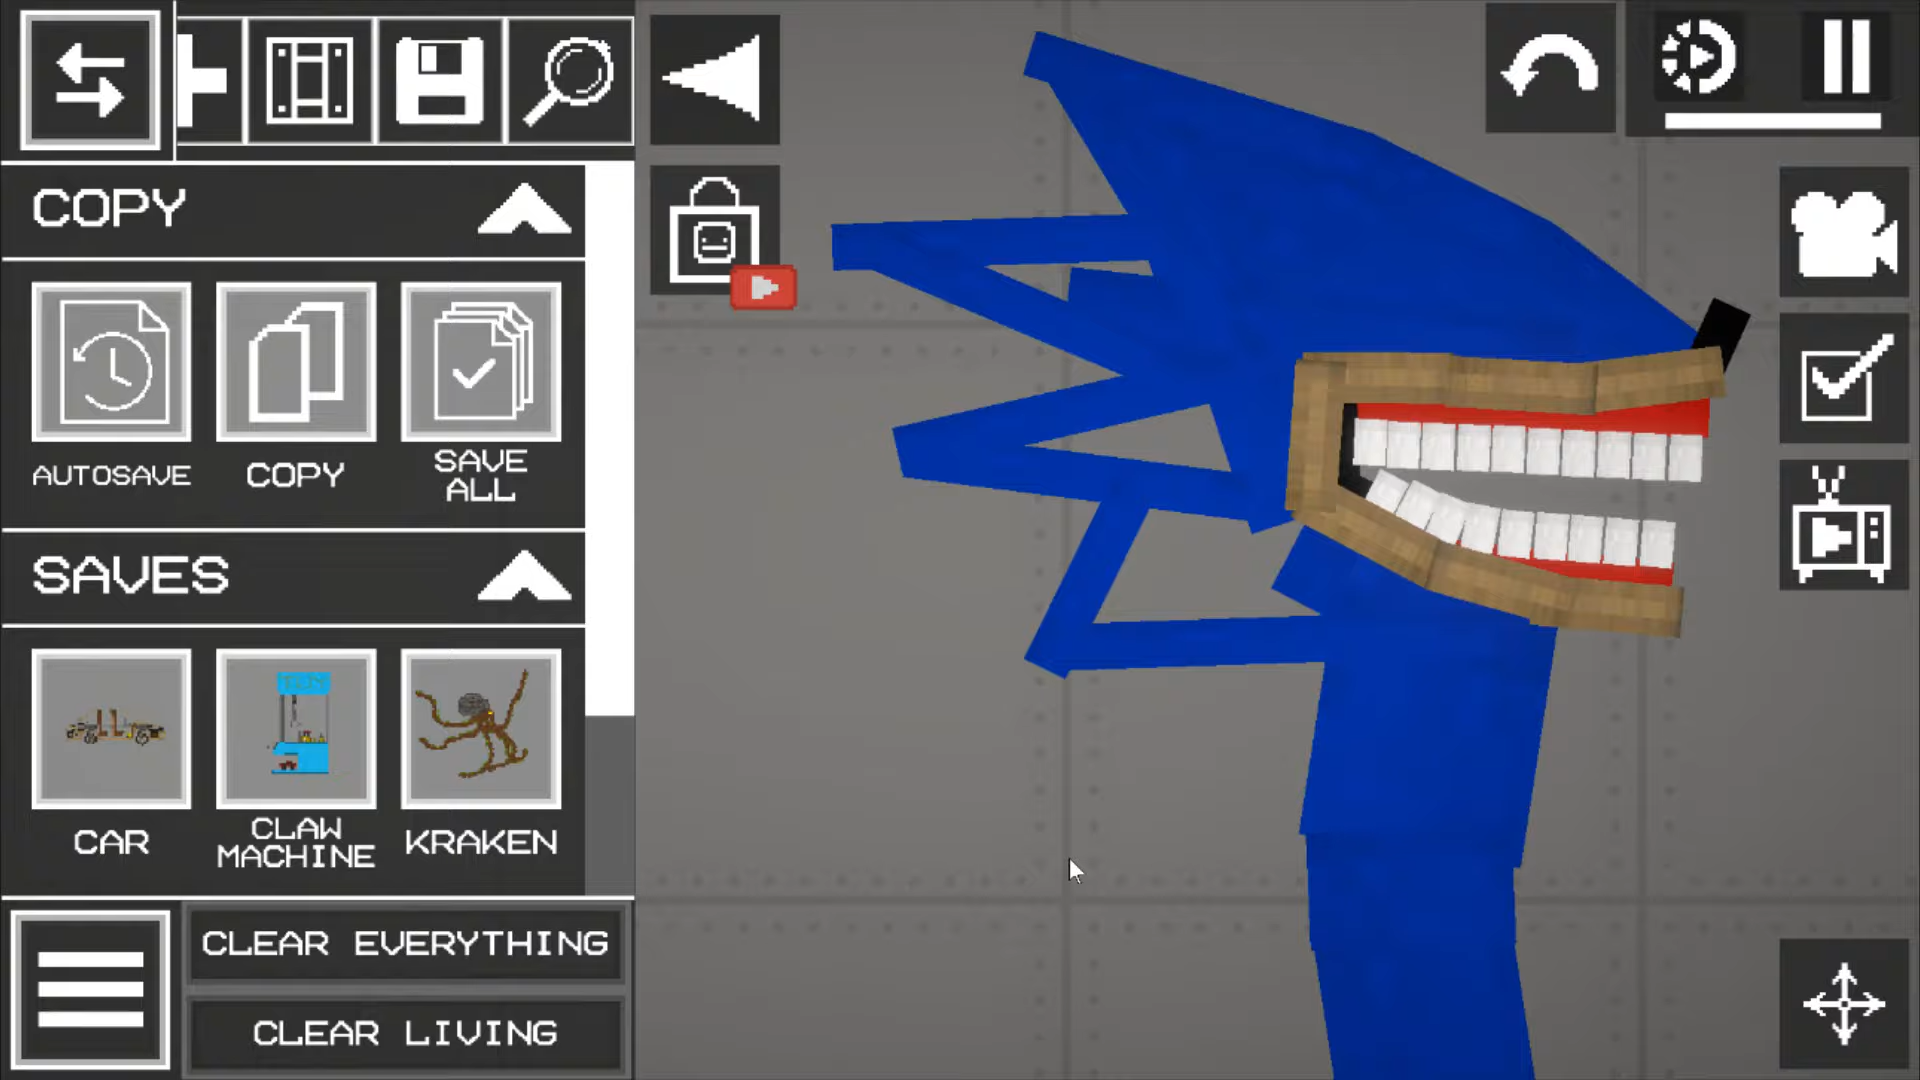 COPY
AUTOSAVE
COPY
SAVE
ALL
SAVES
CAR
CLAW
MACHINE
KRAKEN
CLEAR EVERYTHING
CLEAR LIVING